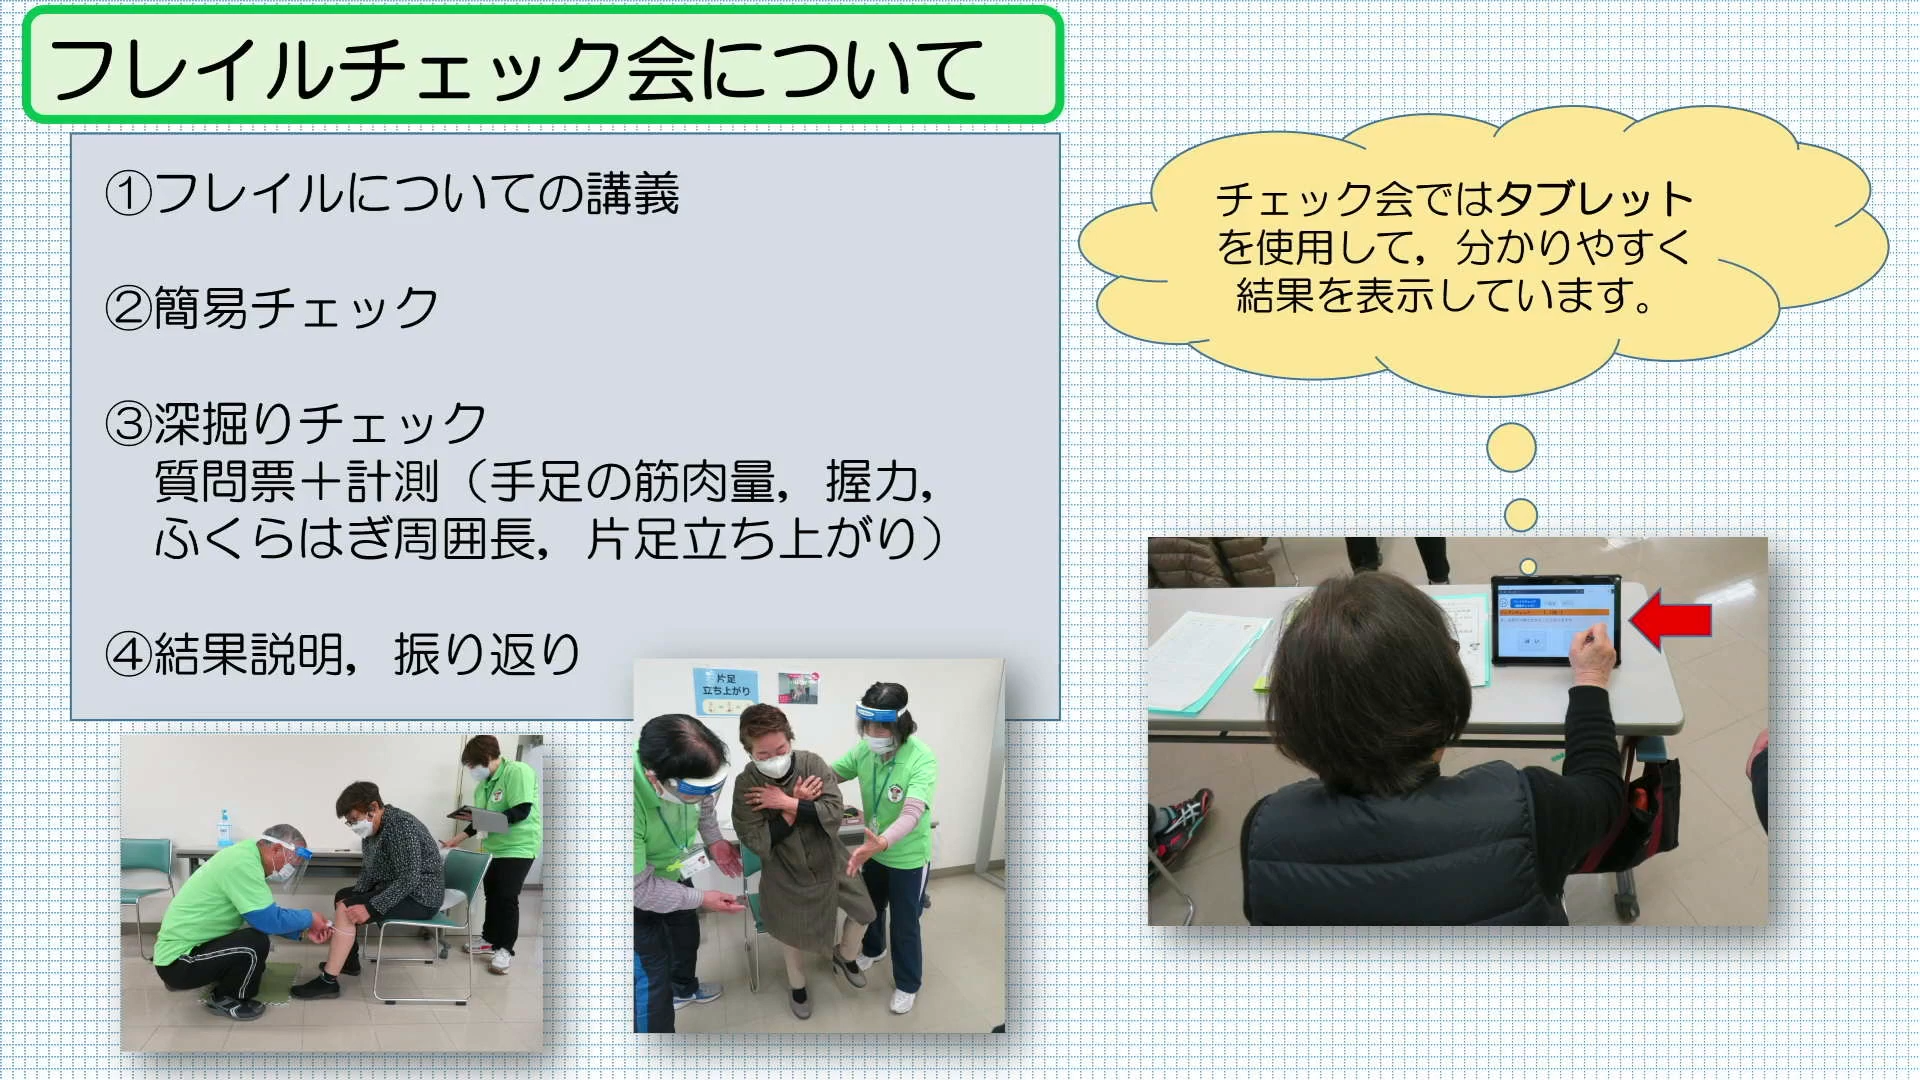 フレイルチェック会について
①フレイルについての講義
②簡易チェック
③深掘りチェック
質問票＋計測（手足の筋肉量，握力，
ふくらはぎ周囲長，片足立ち上がり）
④結果説明，振り返り
チェック会ではタブレット
を使用して，分かりやすく
結果を表示しています。
片足
立ち上がり
はい